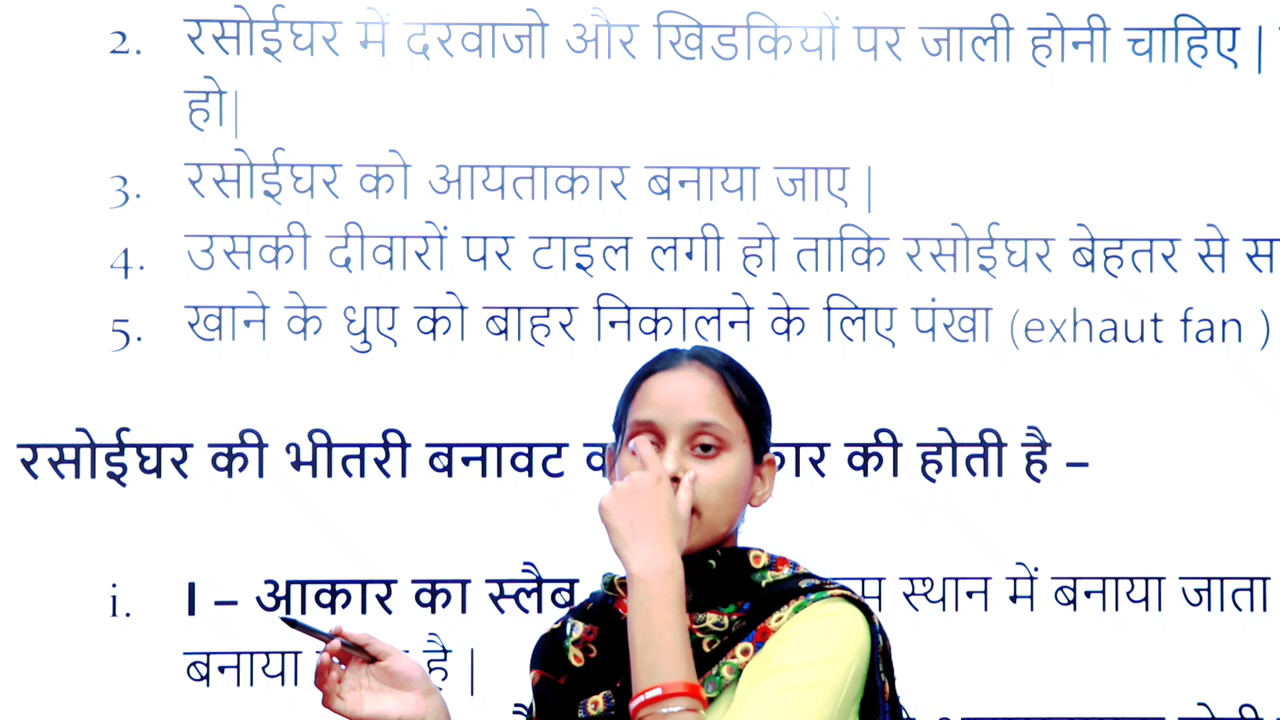 2. रसोईघर में दरवाजो और खिडकियों पर जाली होनी चाहिए |
हो|
3. रसोईघर को आयताकार बनाया जाए |
4. उसकी दीवारों पर टाइल लगी हो ताकि रसोईघर बेहतर से
5. खाने के धुए को बाहर निकालने के लिए पंखा (exhaut fan )
रसोईघर की भीतरी बनावट की होती है –
i. I – आकार का स्लैब स्थान में बनाया जाता
बनाया है |